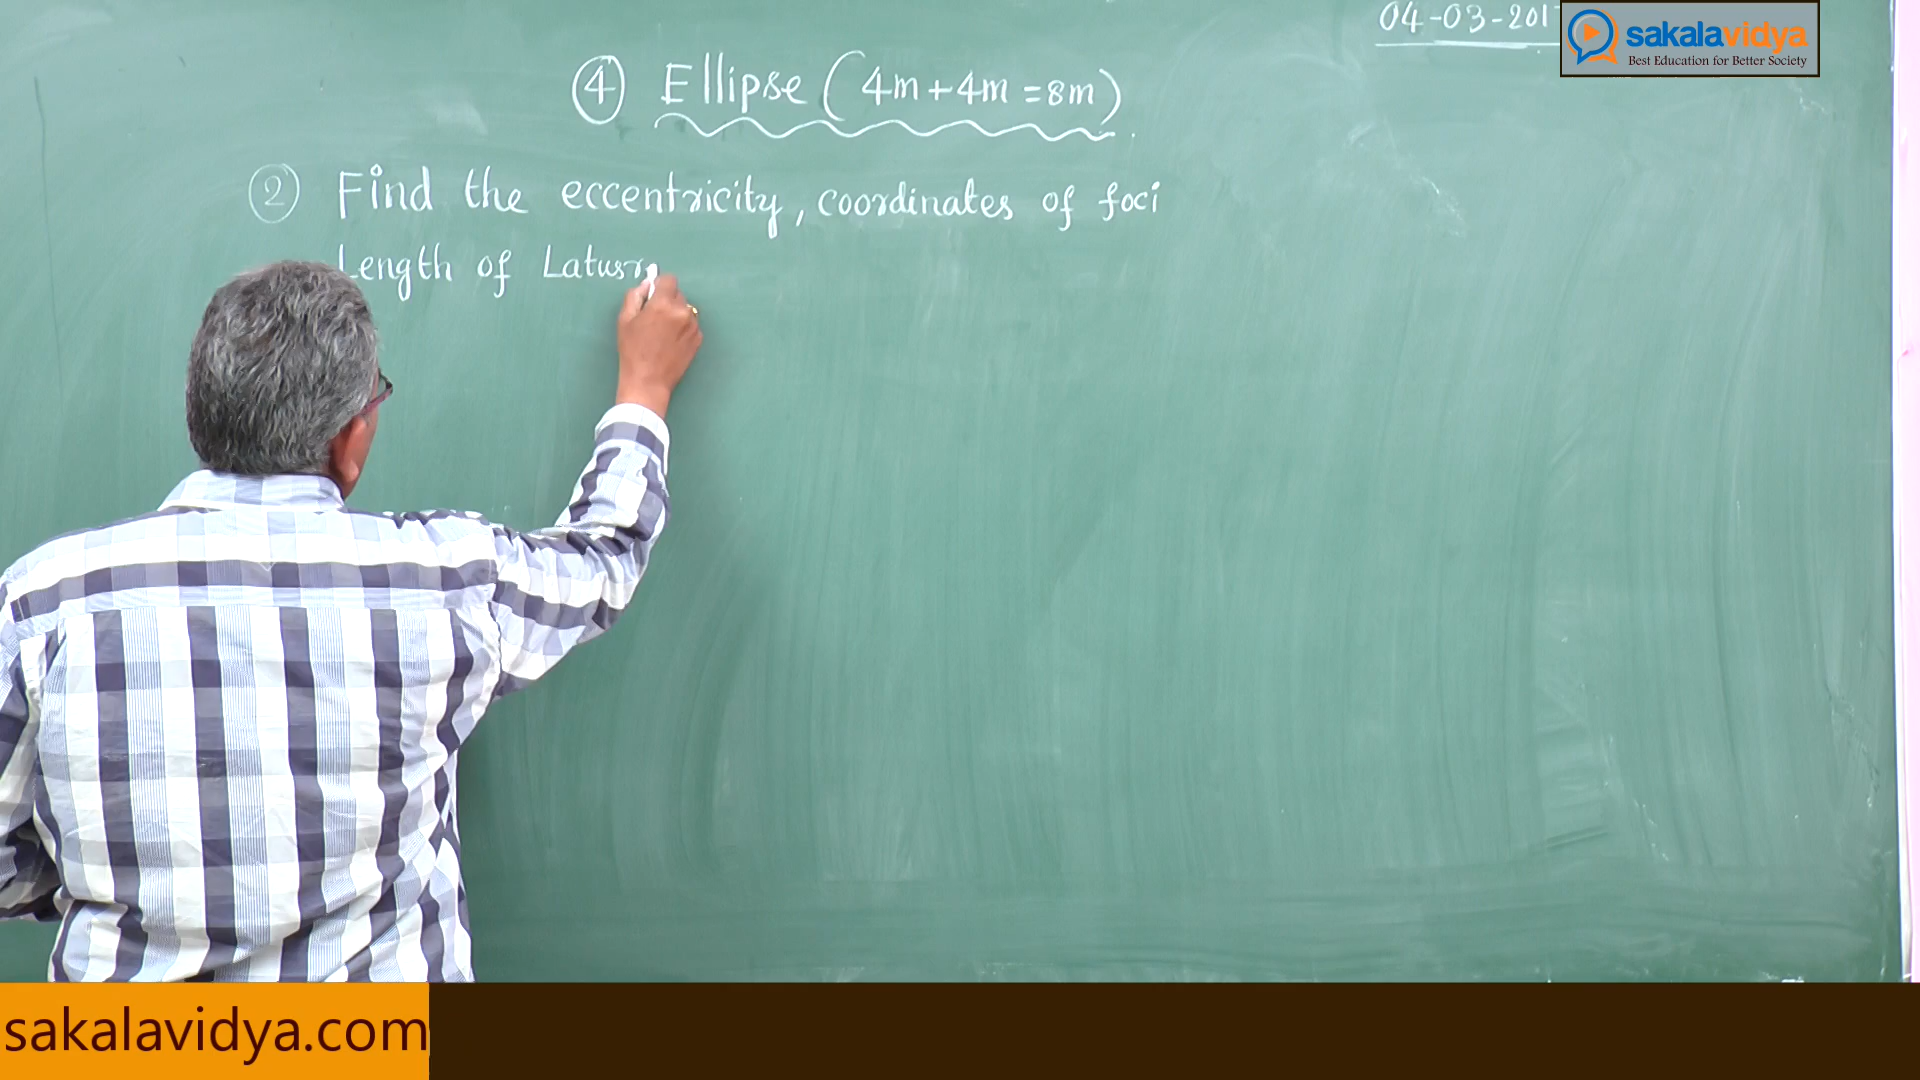 04-03-201
sakalavidya
Best Education for Better Society
④ Ellipse (4m+4m=8m)
② Find the eccentricity, coordinates of foci
Length of Latusr
sakalavidya.com